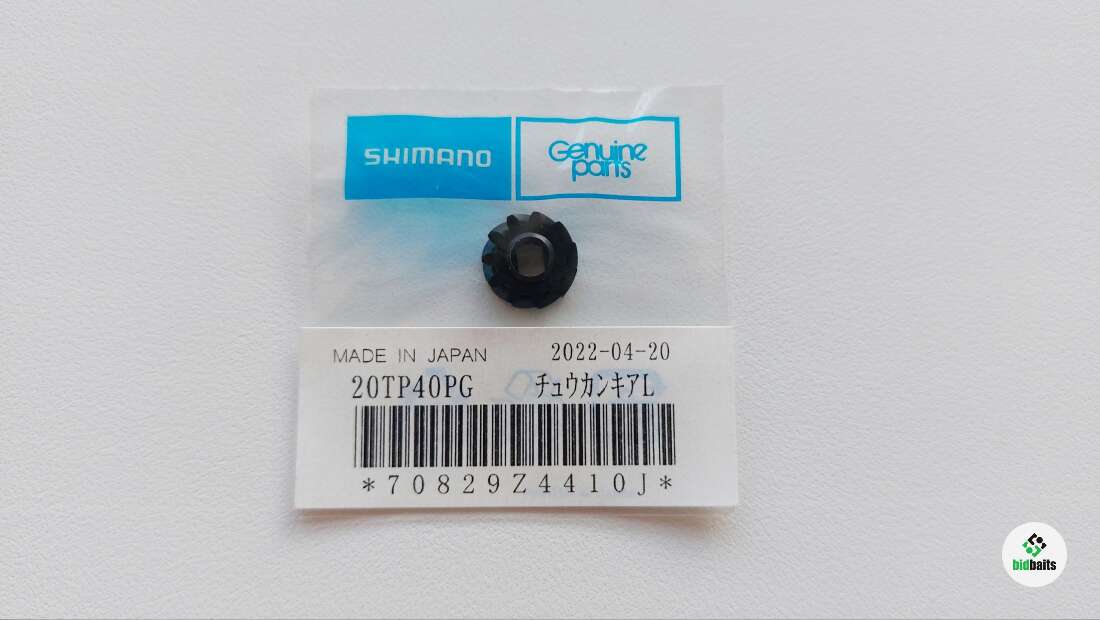 SHIMANO
Genuine
parts
MADE IN JAPAN 2022-04-20
20TP40PG チュウカンキアL
*70829Z4410J*
bidbaits